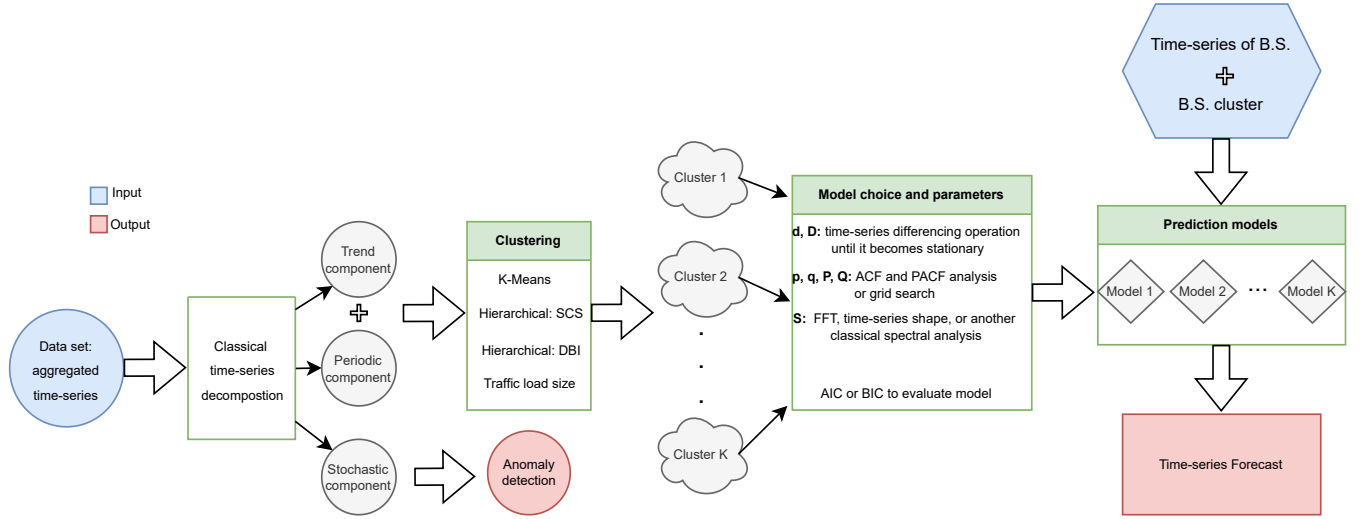 Input
Output
Data set:
aggregated
time-series
Classical
time-series
decompostion
Trend
component
Periodic
component
Stochastic
component
Clustering
K-Means
Hierarchical: SCS
Hierarchical: DBI
Traffic load size
Anomaly
detection
Cluster 1
Cluster 2
.
.
.
Cluster K
Model choice and parameters
d, D: time-series differencing operation
until it becomes stationary
p, q, P, Q: ACF and PACF analysis
or grid search
S: FFT, time-series shape, or another
classical spectral analysis
AIC or BIC to evaluate model
Time-series of B.S.
B.S. cluster
Prediction models
Model 1
Model 2
...
Model K
Time-series Forecast